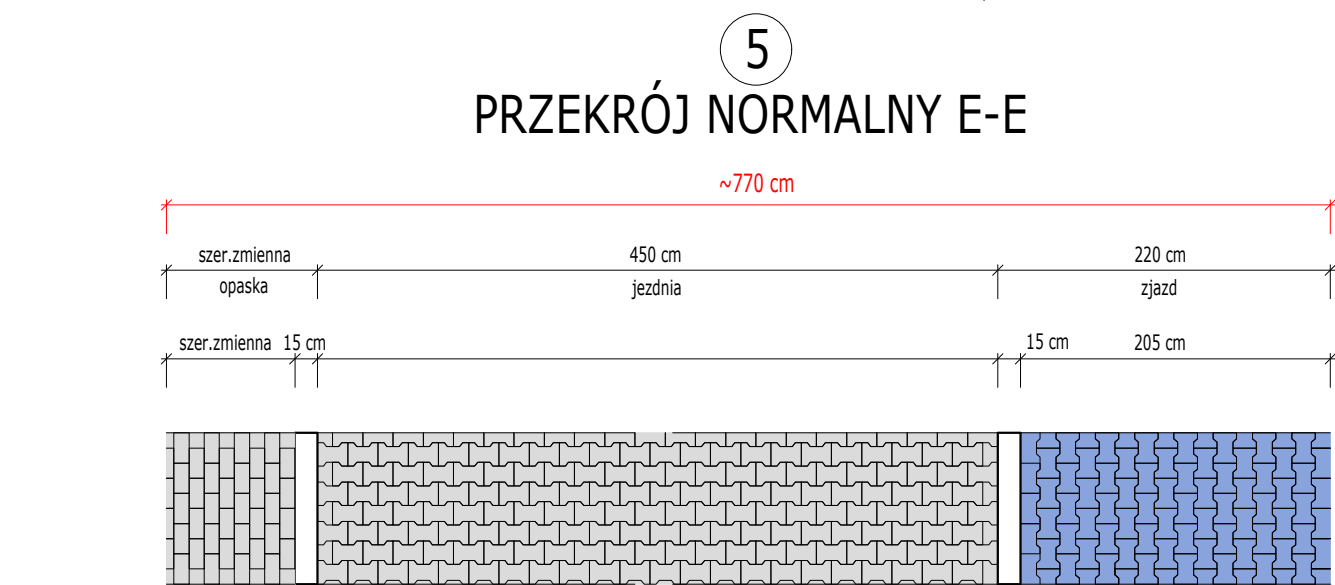 5
PRZEKRÓJ NORMALNY E-E
~770 cm
szer.zmienna 450 cm 220 cm
opaska jezdnia zjazd
szer.zmienna 15 cm 15 cm 205 cm